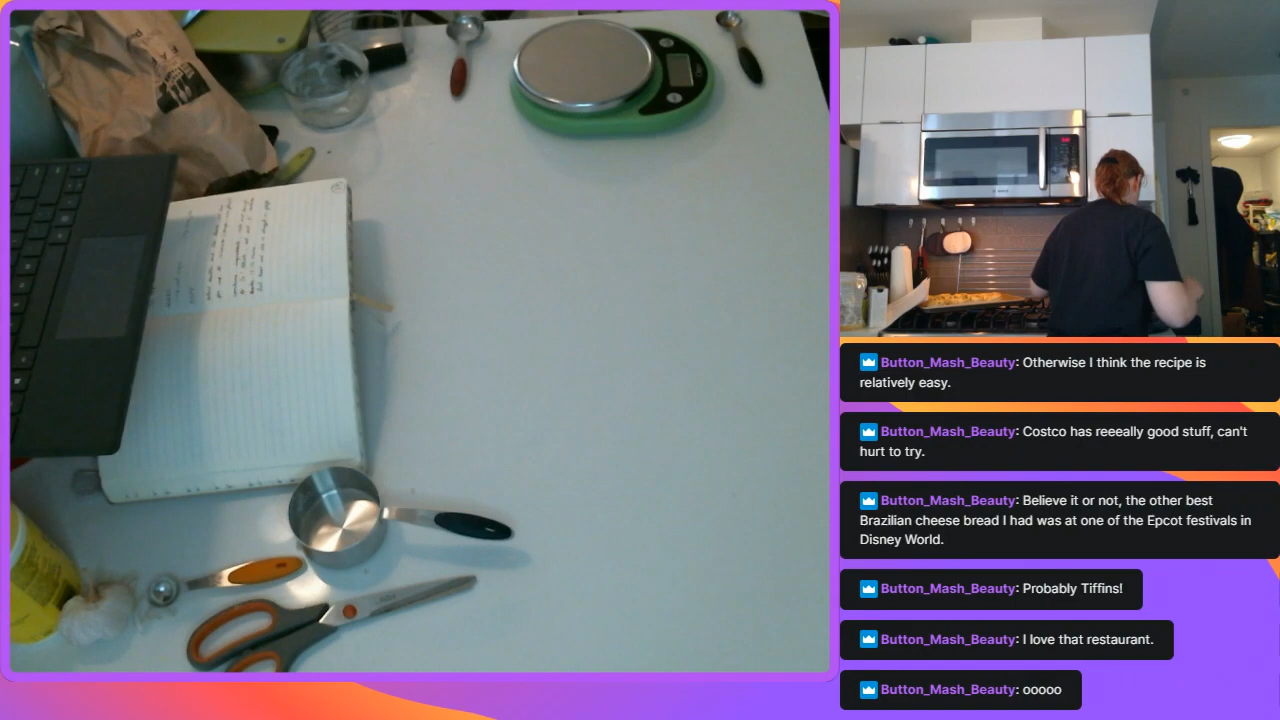 Button_Mash_Beauty: Otherwise I think the recipe is
relatively easy.
Button_Mash_Beauty: Costco has reeeally good stuff, can't
hurt to try.
Button_Mash_Beauty: Believe it or not, the other best
Brazilian cheese bread I had was at one of the Epcot festivals in
Disney World.
Button_Mash_Beauty: Probably Tiffins!
Button_Mash_Beauty: I love that restaurant.
Button_Mash_Beauty: ooooo